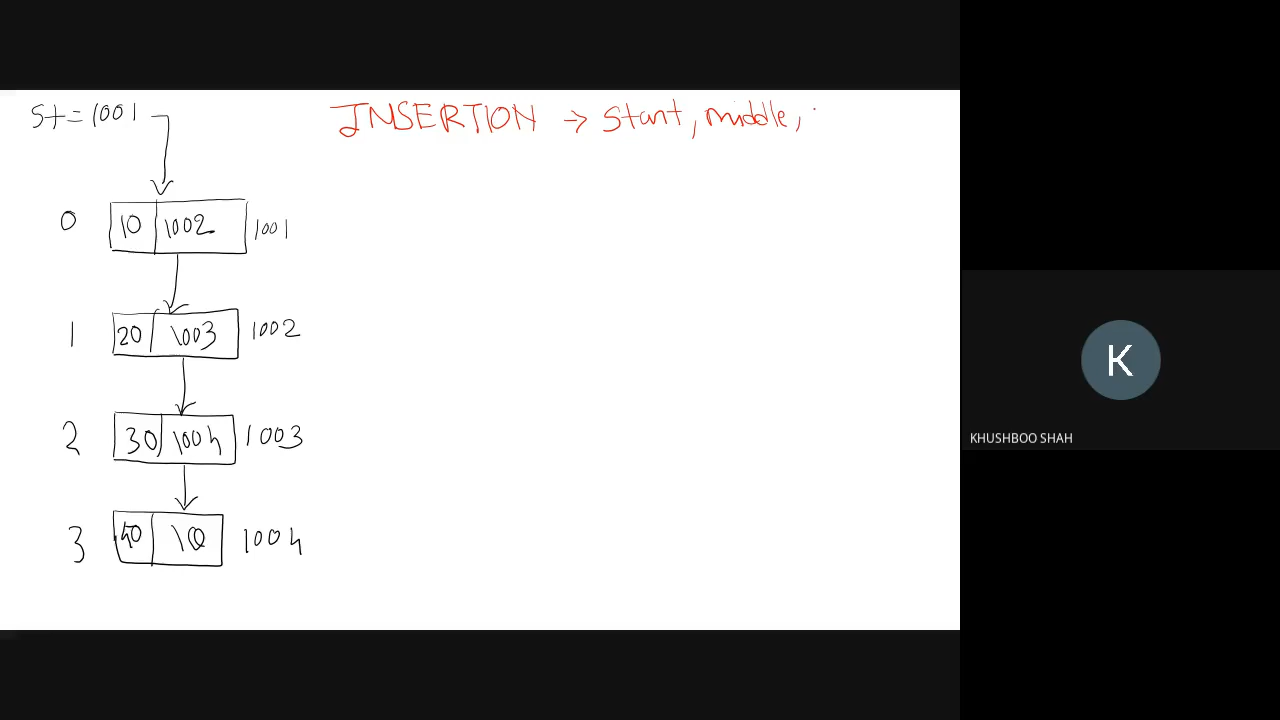 St=1001
INSERTION → Start, middle,
0 10 1002 1001
1 20 1003 1002
2 30 1004 1003
3 40 \0 1004
K
KHUSHBOO SHAH